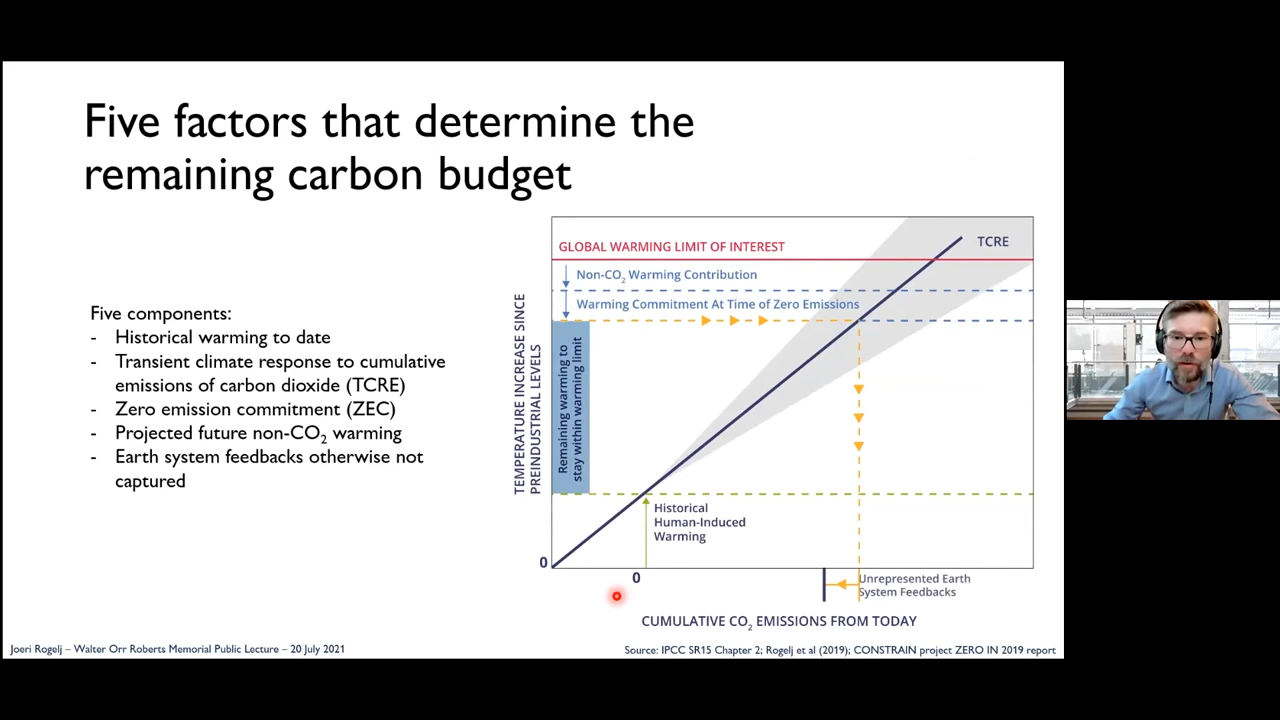 Five factors that determine the
remaining carbon budget
Five components:
- Historical warming to date
- Transient climate response to cumulative
emissions of carbon dioxide (TCRE)
- Zero emission commitment (ZEC)
- Projected future non-CO₂ warming
- Earth system feedbacks otherwise not
captured
TEMPERATURE INCREASE SINCE
PREINDUSTRIAL LEVELS
GLOBAL WARMING LIMIT OF INTEREST
TCRE
Non-CO₂ Warming Contribution
Warming Commitment At Time of Zero Emissions
Remaining warming to
stay within warming limit
Historical
Human-Induced
Warming
0
0
Unrepresented Earth
System Feedbacks
CUMULATIVE CO₂ EMISSIONS FROM TODAY
Joeri Rogelj – Walter Orr Roberts Memorial Public Lecture – 20 July 2021
Source: IPCC SR15 Chapter 2; Rogelj et al (2019); CONSTRAIN project ZERO IN 2019 report